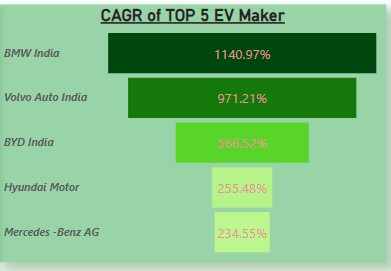 CAGR of TOP 5 EV Maker
BMW India 1140.97%
Volvo Auto India 971.21%
BYD India 566.52%
Hyundai Motor 255.48%
Mercedes -Benz AG 234.55%